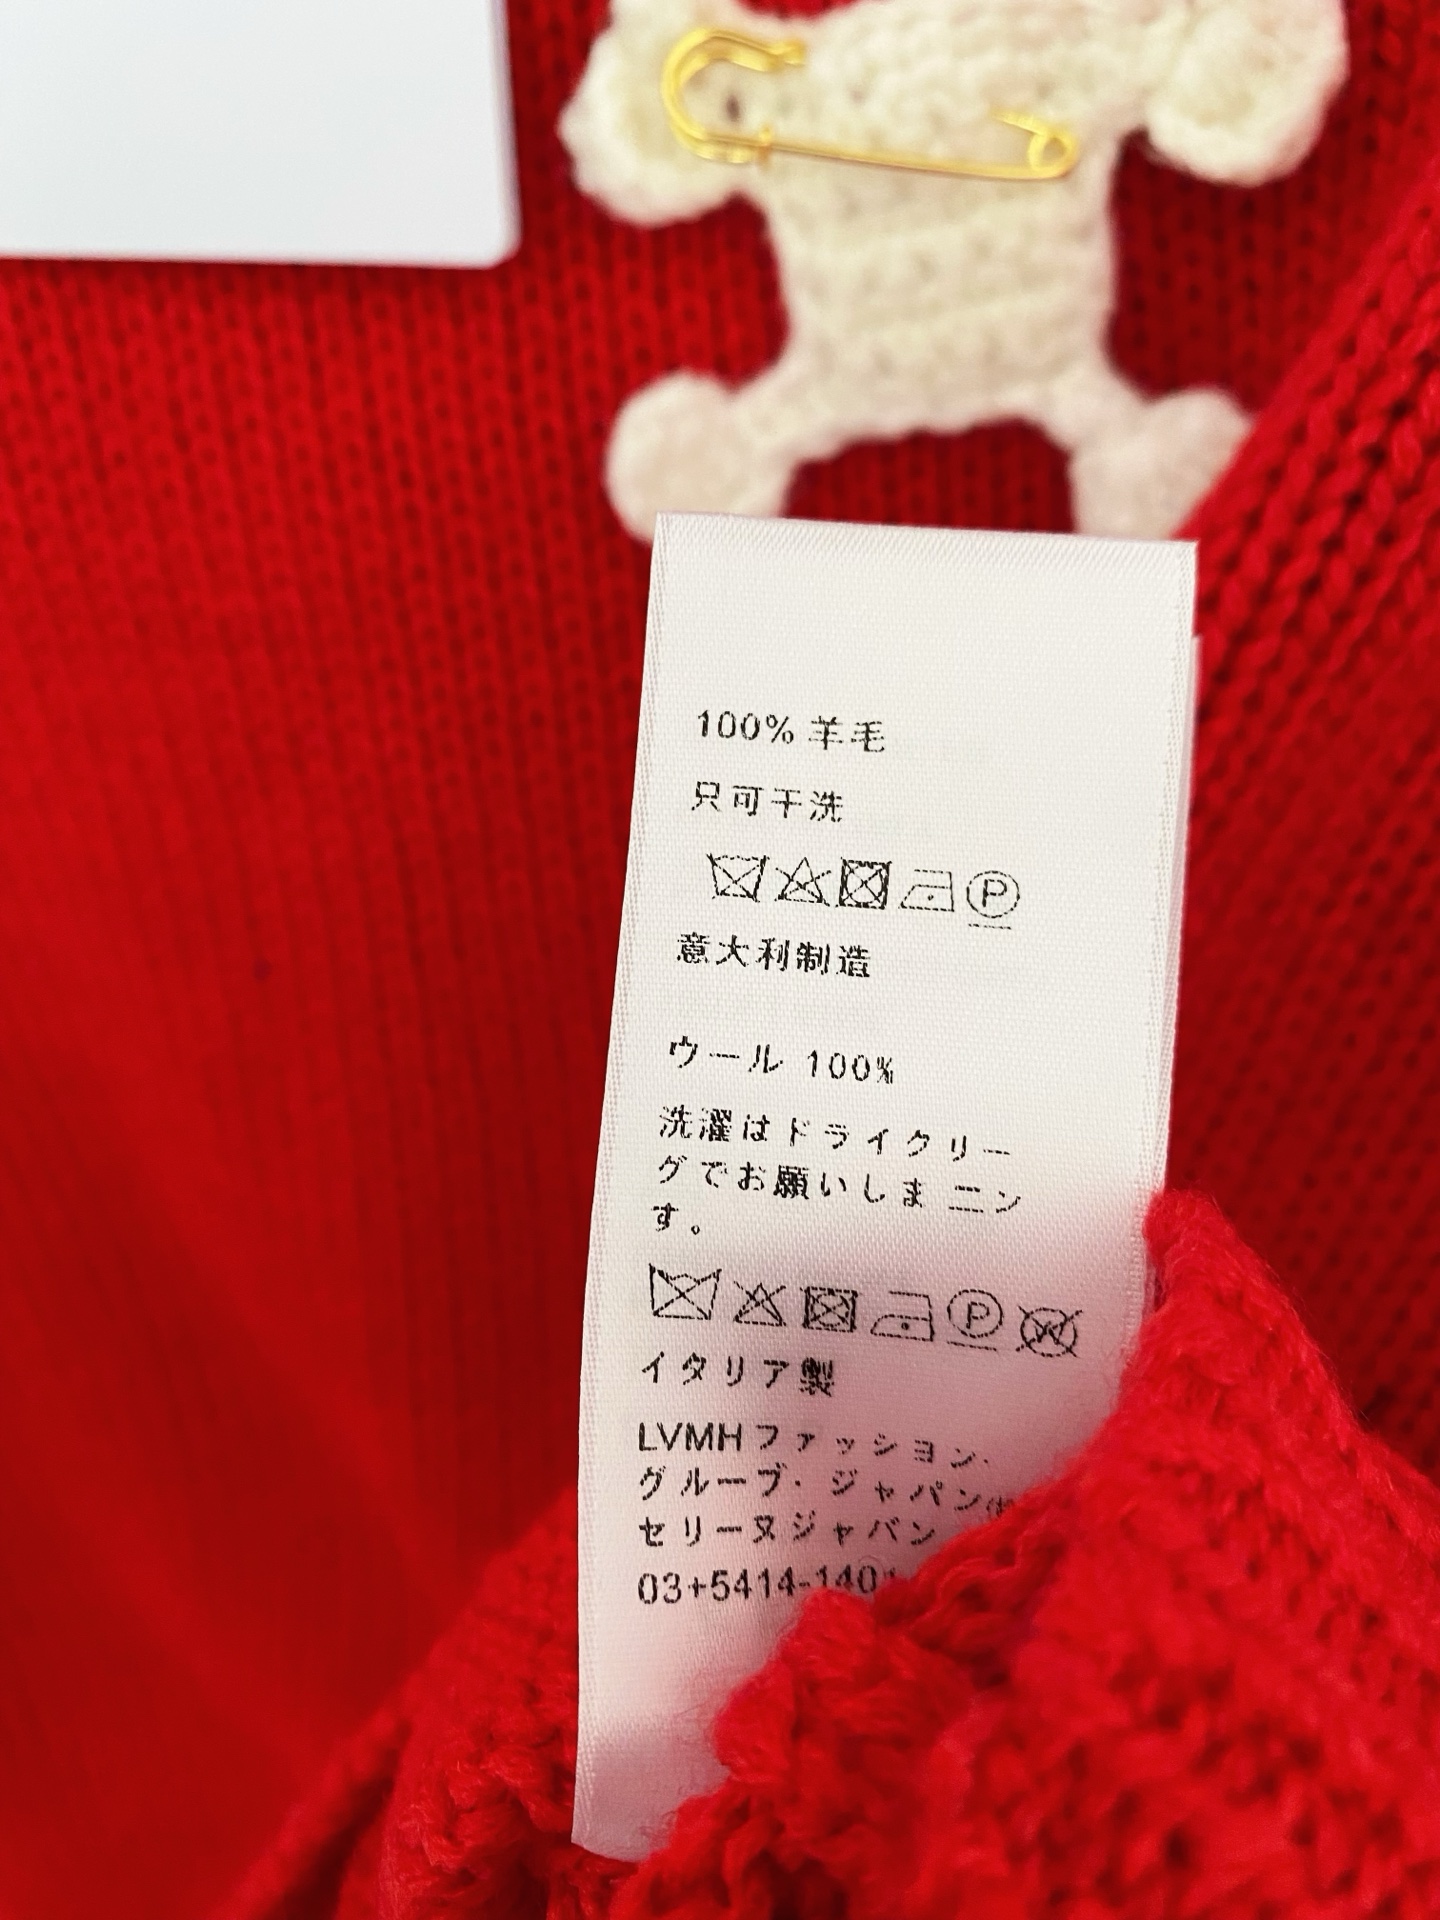 100% 羊毛
只可干洗
P
意大利制造
ウール 100%
洗濯はドライクリー
グでお願いしま ニン
す。
P W
イタリア製
LVMHファッション・
グループ・ジャパン㈱
セリーヌジャパン
03+5414-140